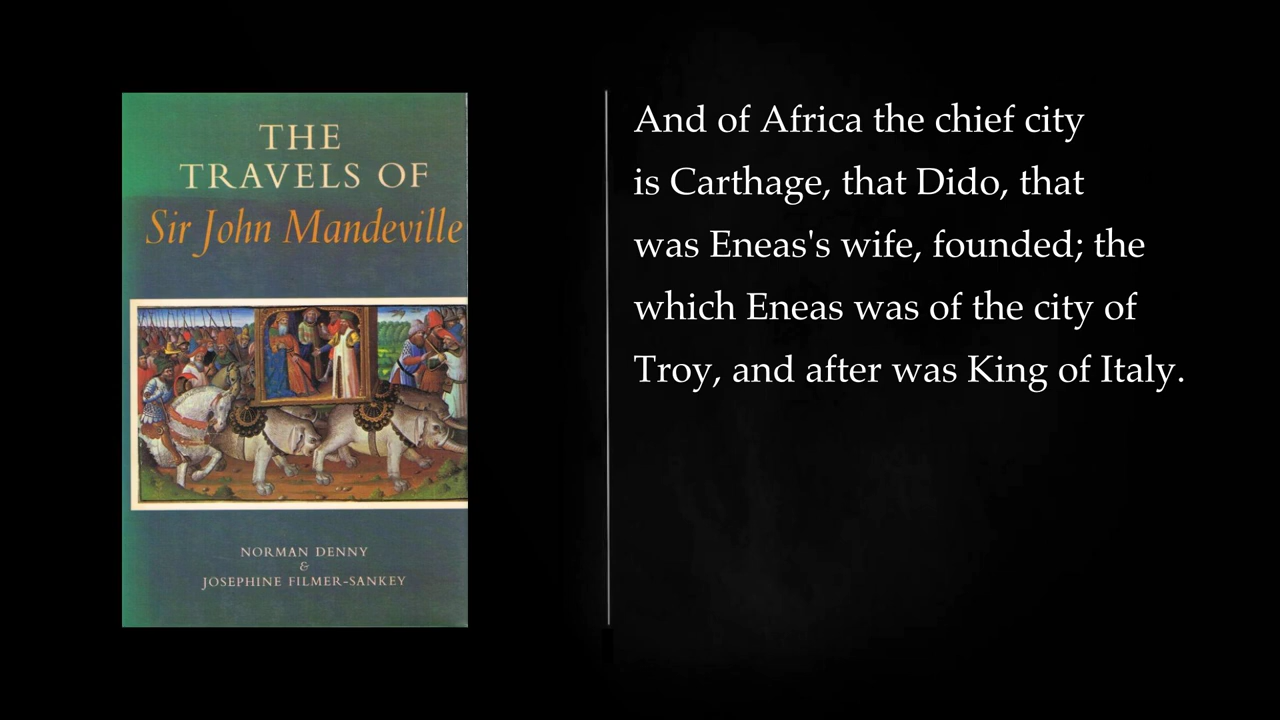 THE
TRAVELS OF
Sir John Mandeville
NORMAN DENNY
&
JOSEPHINE FILMER-SANKEY
And of Africa the chief city
is Carthage, that Dido, that
was Eneas's wife, founded; the
which Eneas was of the city of
Troy, and after was King of Italy.